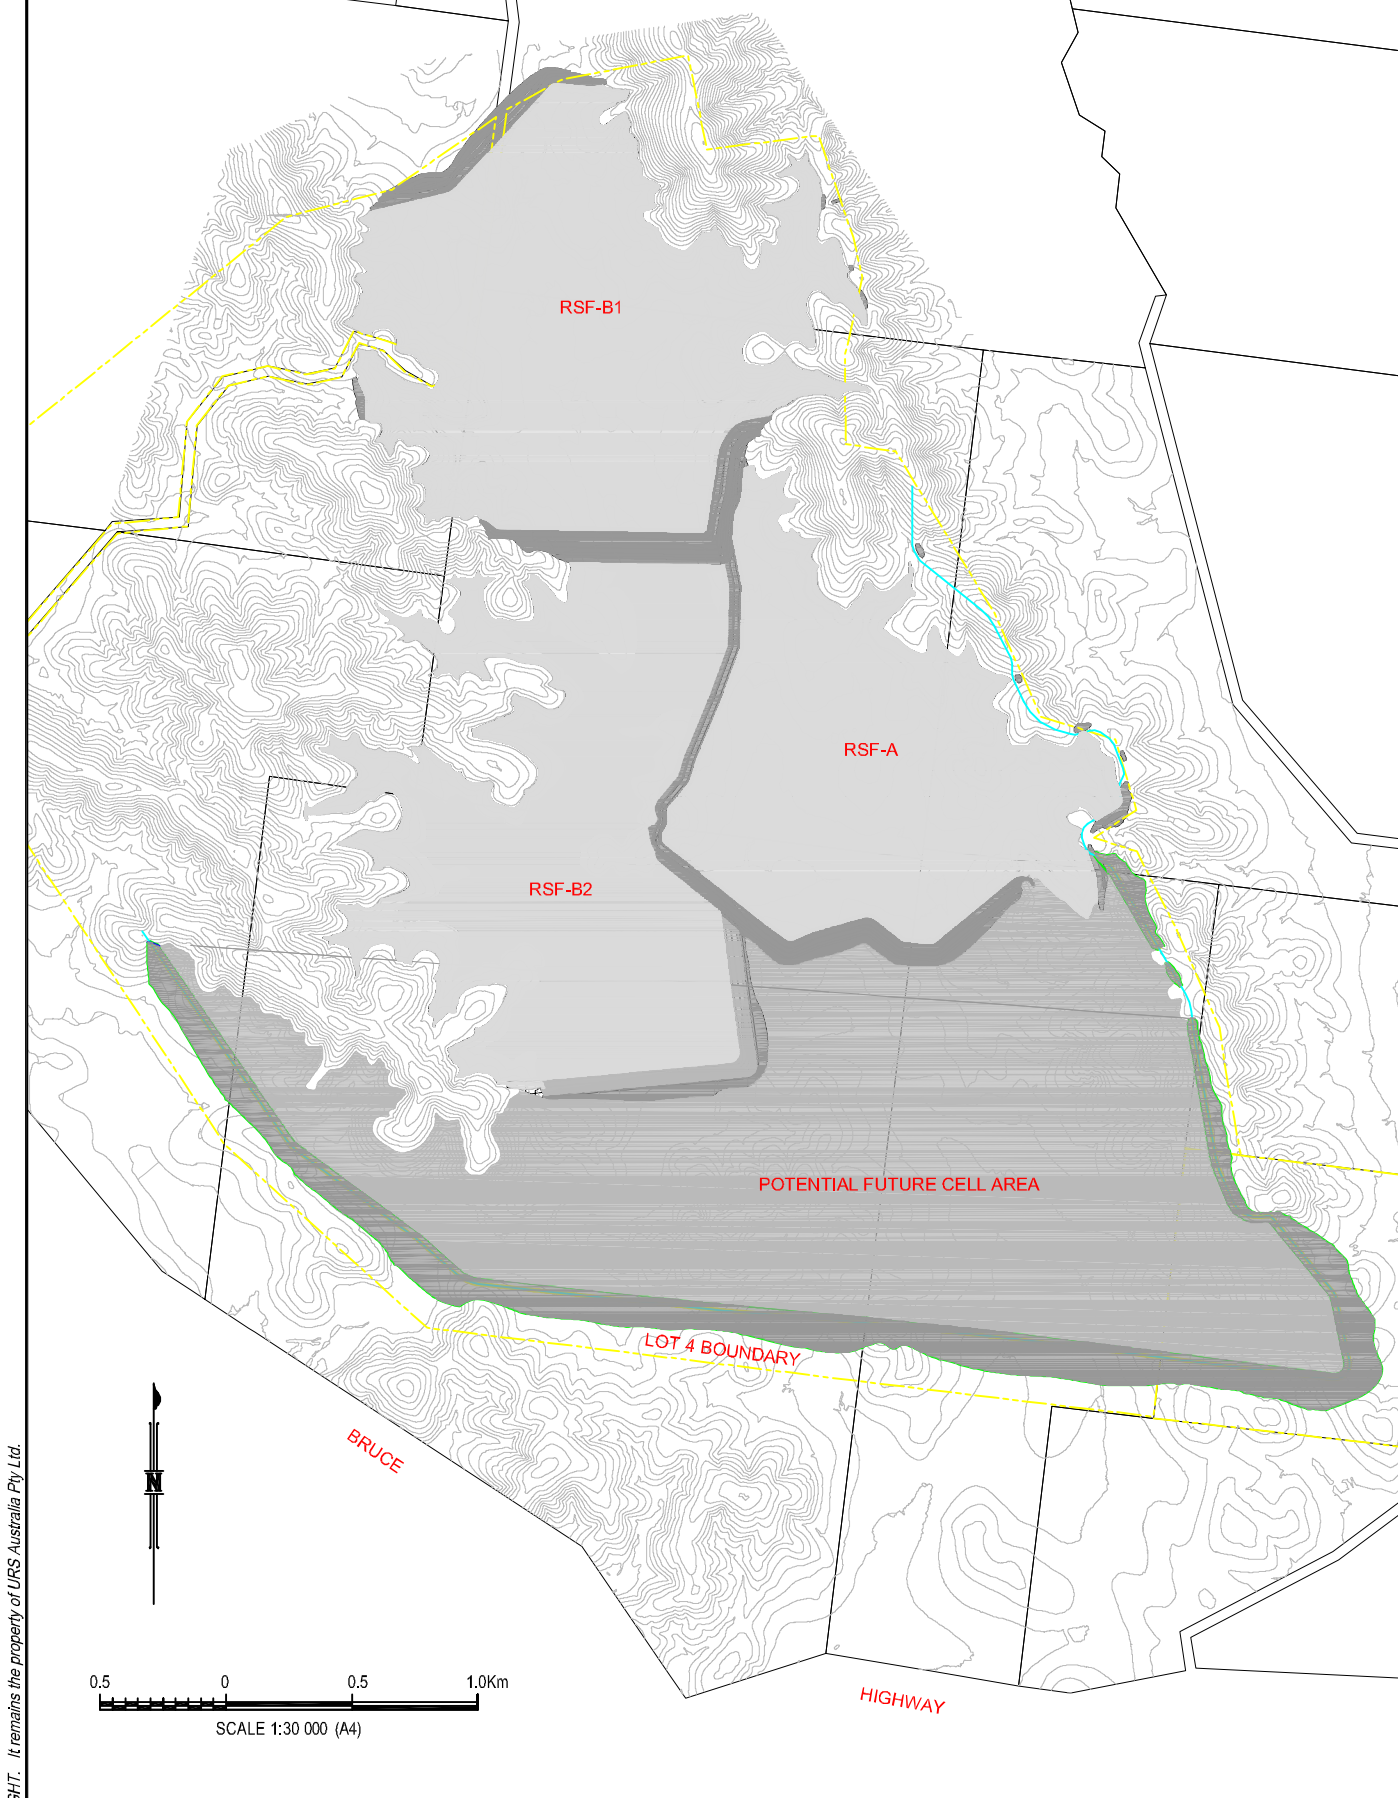 RSF-B1
RSF-A
RSF-B2
POTENTIAL FUTURE CELL AREA
LOT 4 BOUNDARY
BRUCE
HIGHWAY
N
0.5 0 0.5 1.0Km
SCALE 1:30 000 (A4)
It remains the property of URS Australia Pty Ltd.